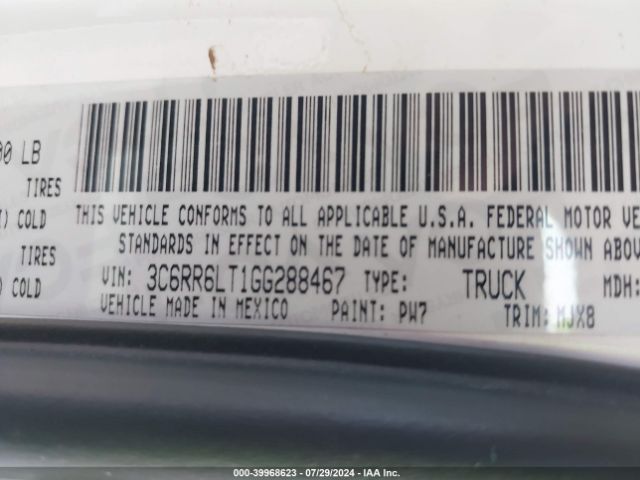 00 LB
TIRES
COLD
TIRES
THIS VEHICLE CONFORMS TO ALL APPLICABLE U.S.A. FEDERAL MOTOR VE
STANDARDS IN EFFECT ON THE DATE OF MANUFACTURE SHOWN ABOV
VIN: 3C6RR6LT1GG288467 TYPE: TRUCK MDH:
VEHICLE MADE IN MEXICO PAINT: PW7 TRIM: MJX8
000-39968623 - 07/29/2024 - IAA Inc.